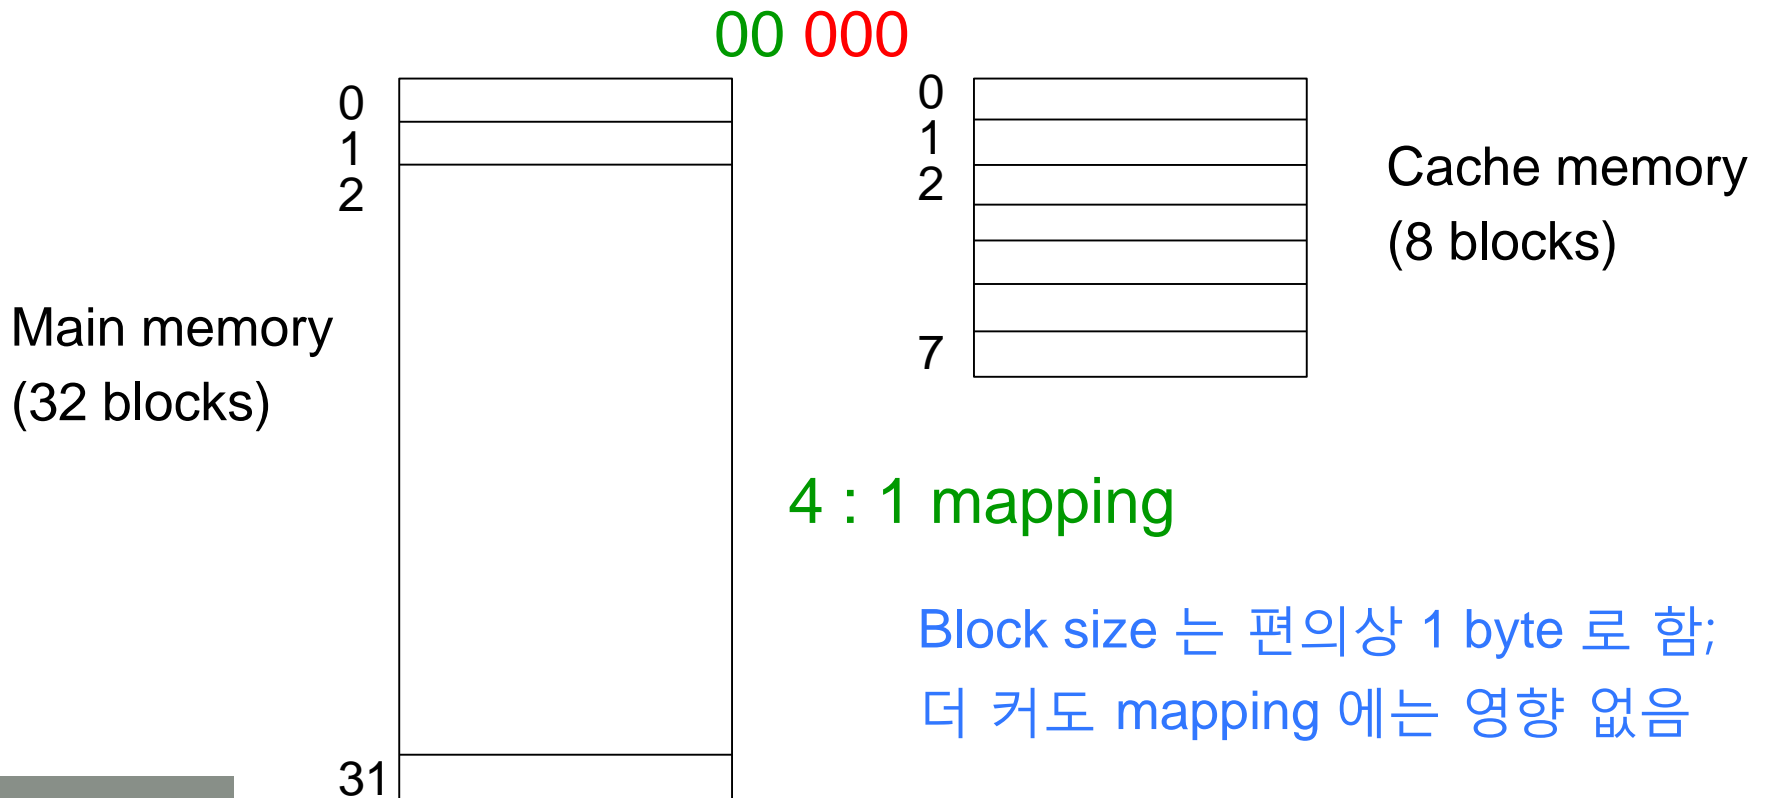 00 000
0
1
2
31
Main memory
(32 blocks)
0
1
2
7
Cache memory
(8 blocks)
4 : 1 mapping
Block size 는 편의상 1 byte 로 함;
더 커도 mapping 에는 영향 없음